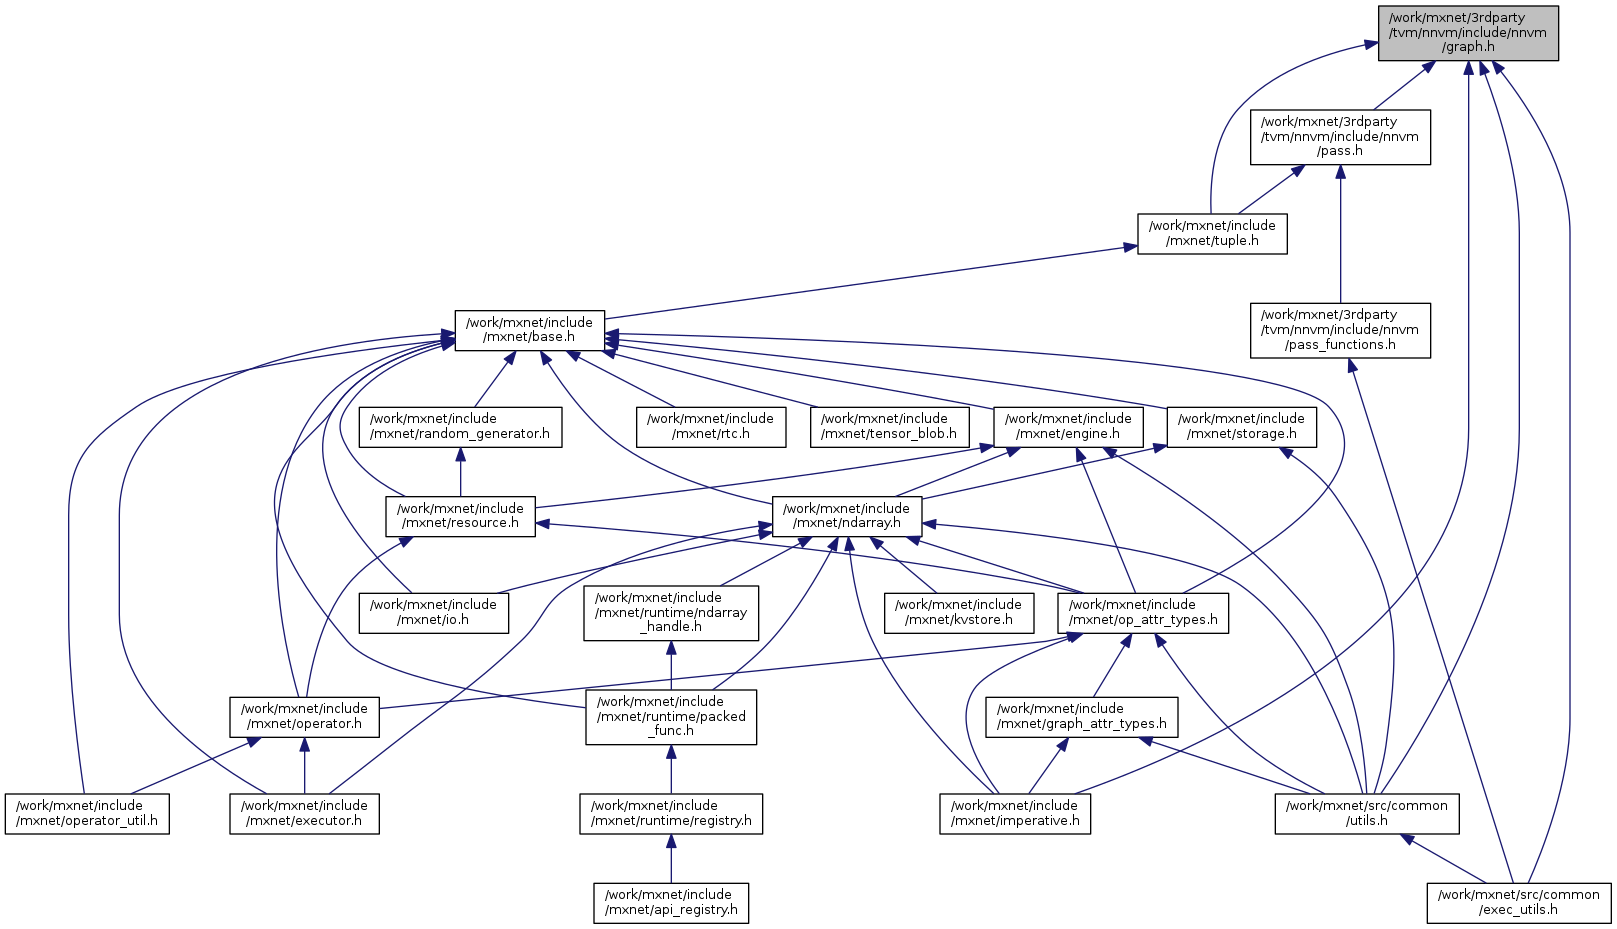 /work/mxnet/3rdparty
/tvm/nnvm/include/nnvm
/graph.h
/work/mxnet/3rdparty
/tvm/nnvm/include/nnvm
/pass.h
/work/mxnet/include
/mxnet/tuple.h
/work/mxnet/include
/mxnet/base.h
/work/mxnet/3rdparty
/tvm/nnvm/include/nnvm
/pass_functions.h
/work/mxnet/include
/mxnet/random_generator.h
/work/mxnet/include
/mxnet/rtc.h
/work/mxnet/include
/mxnet/tensor_blob.h
/work/mxnet/include
/mxnet/engine.h
/work/mxnet/include
/mxnet/storage.h
/work/mxnet/include
/mxnet/resource.h
/work/mxnet/include
/mxnet/ndarray.h
/work/mxnet/include
/mxnet/io.h
/work/mxnet/include
/mxnet/runtime/ndarray
_handle.h
/work/mxnet/include
/mxnet/kvstore.h
/work/mxnet/include
/mxnet/op_attr_types.h
/work/mxnet/include
/mxnet/operator.h
/work/mxnet/include
/mxnet/runtime/packed
_func.h
/work/mxnet/include
/mxnet/graph_attr_types.h
/work/mxnet/include
/mxnet/operator_util.h
/work/mxnet/include
/mxnet/executor.h
/work/mxnet/include
/mxnet/runtime/registry.h
/work/mxnet/include
/mxnet/imperative.h
/work/mxnet/src/common
/utils.h
/work/mxnet/include
/mxnet/api_registry.h
/work/mxnet/src/common
/exec_utils.h